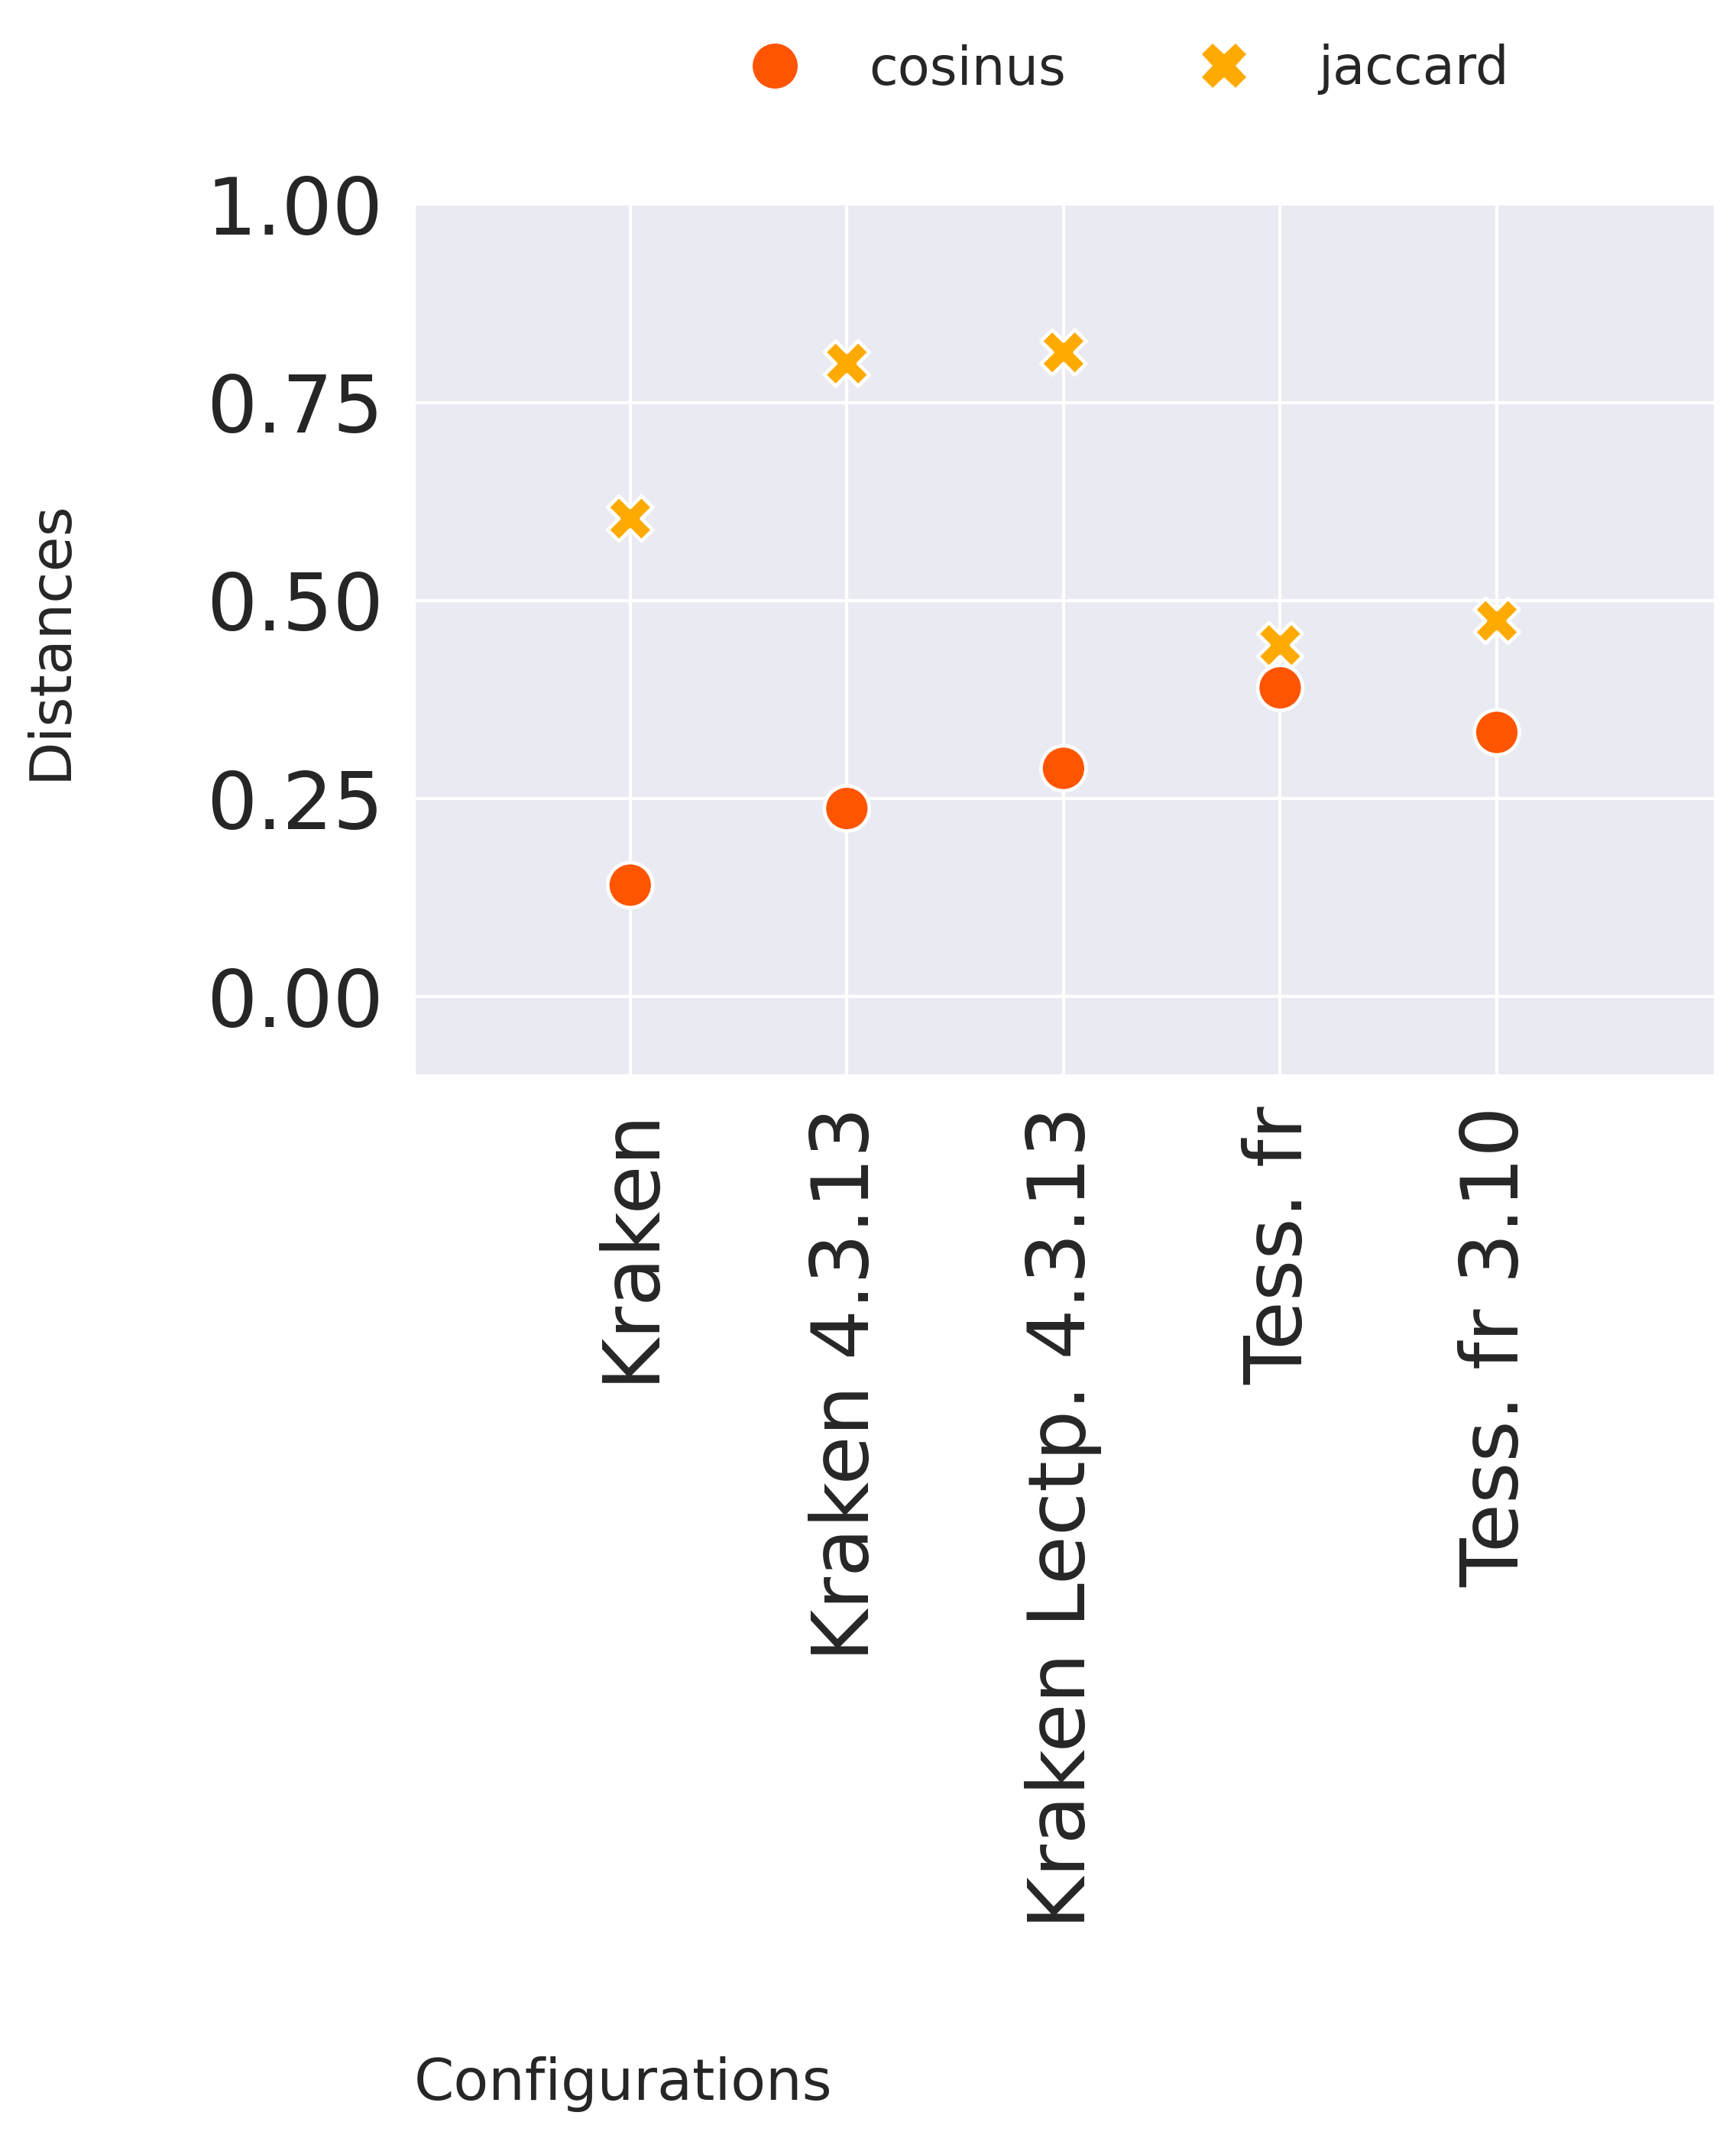 cosinus jaccard
1.00
0.75
0.50
0.25
0.00
Distances
Kraken
Kraken 4.3.13
Kraken Lectp. 4.3.13
Tess. fr
Tess. fr 3.10
Configurations